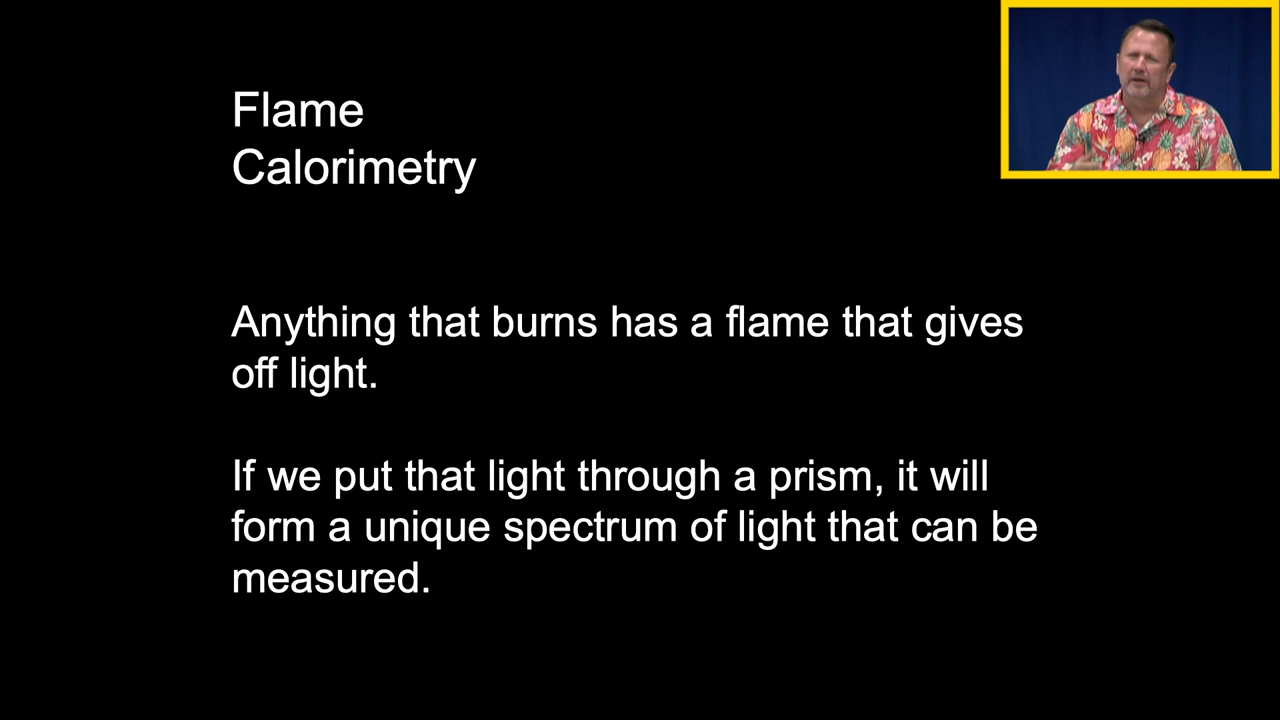 Flame
Calorimetry
Anything that burns has a flame that gives
off light.
If we put that light through a prism, it will
form a unique spectrum of light that can be
measured.